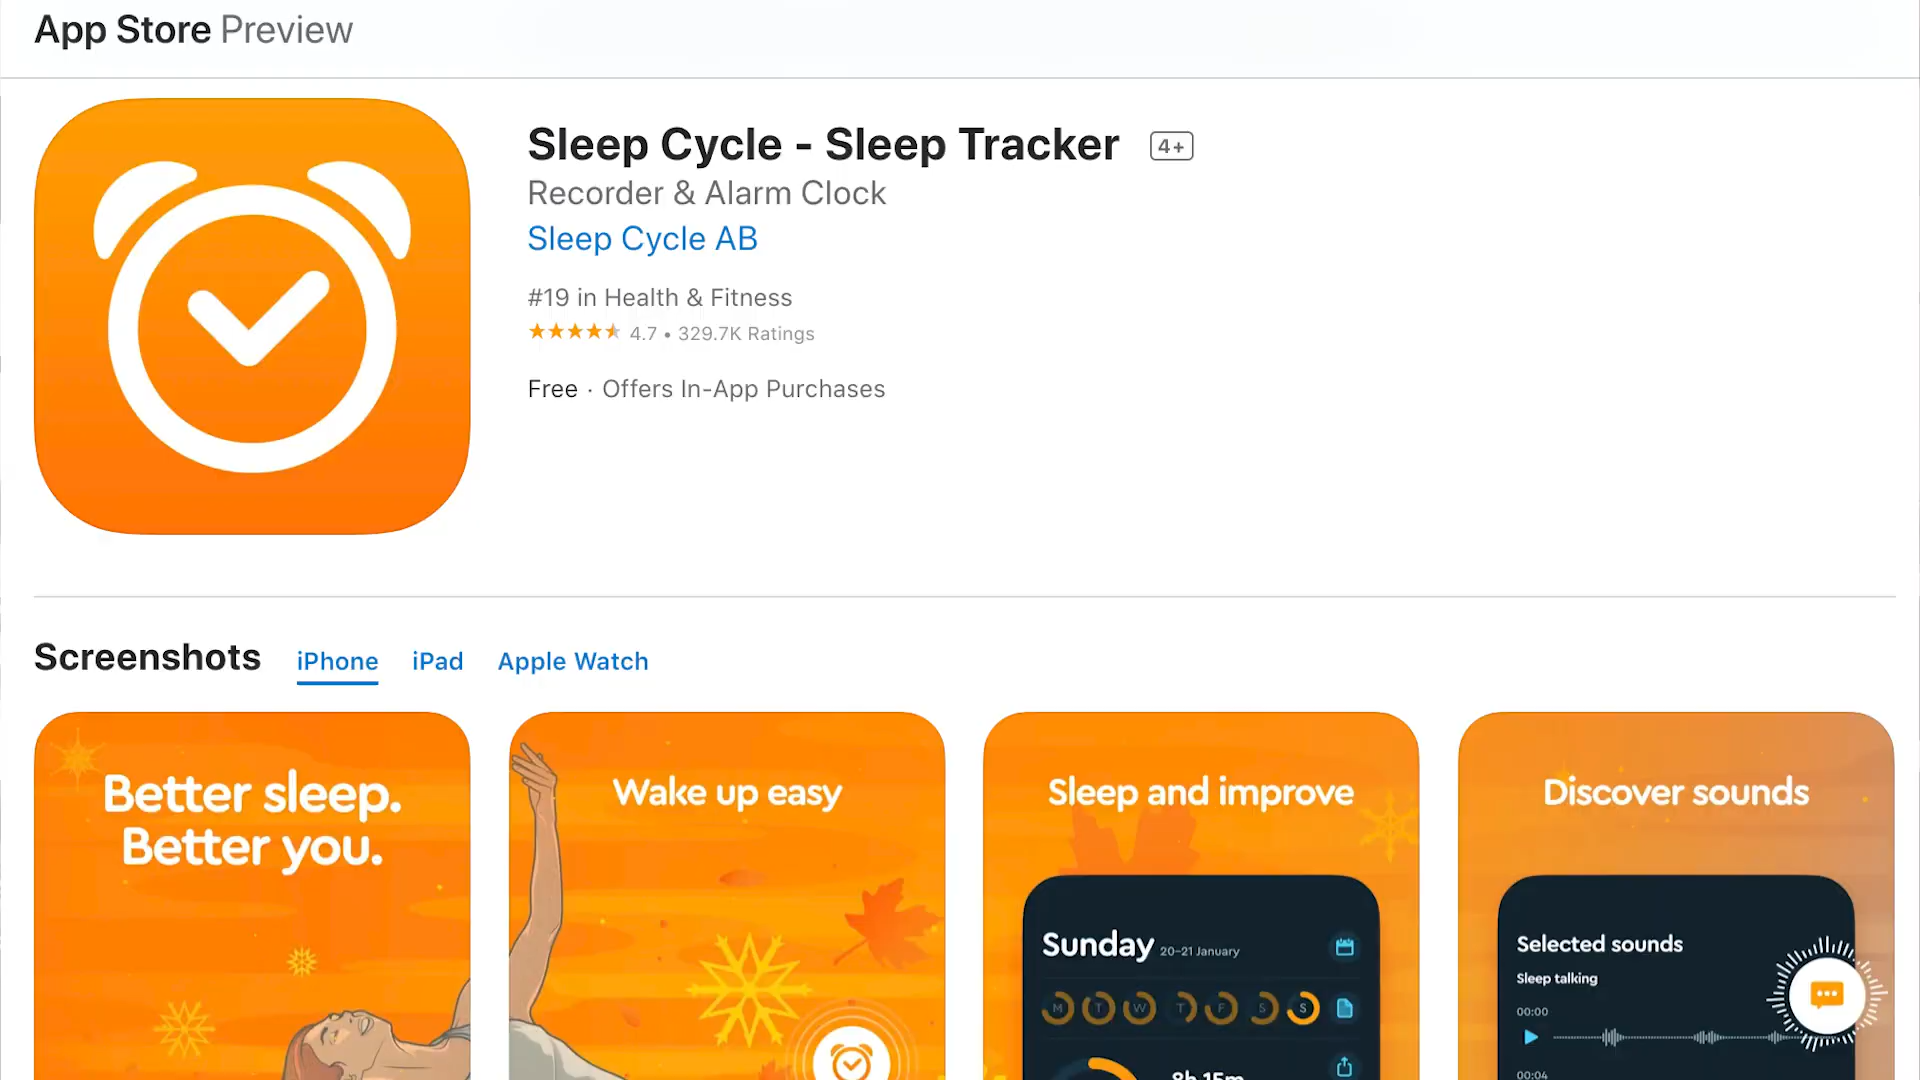 App Store Preview
Sleep Cycle - Sleep Tracker 4+
Recorder & Alarm Clock
Sleep Cycle AB
#19 in Health & Fitness
4.7 • 329.7K Ratings
Free · Offers In-App Purchases
Screenshots iPhone iPad Apple Watch
Better sleep.
Better you.
Wake up easy
Sleep and improve
Sunday 20–21 January
M T W T F S S
8h 15m
Discover sounds
Selected sounds
Sleep talking
00:00
00:04